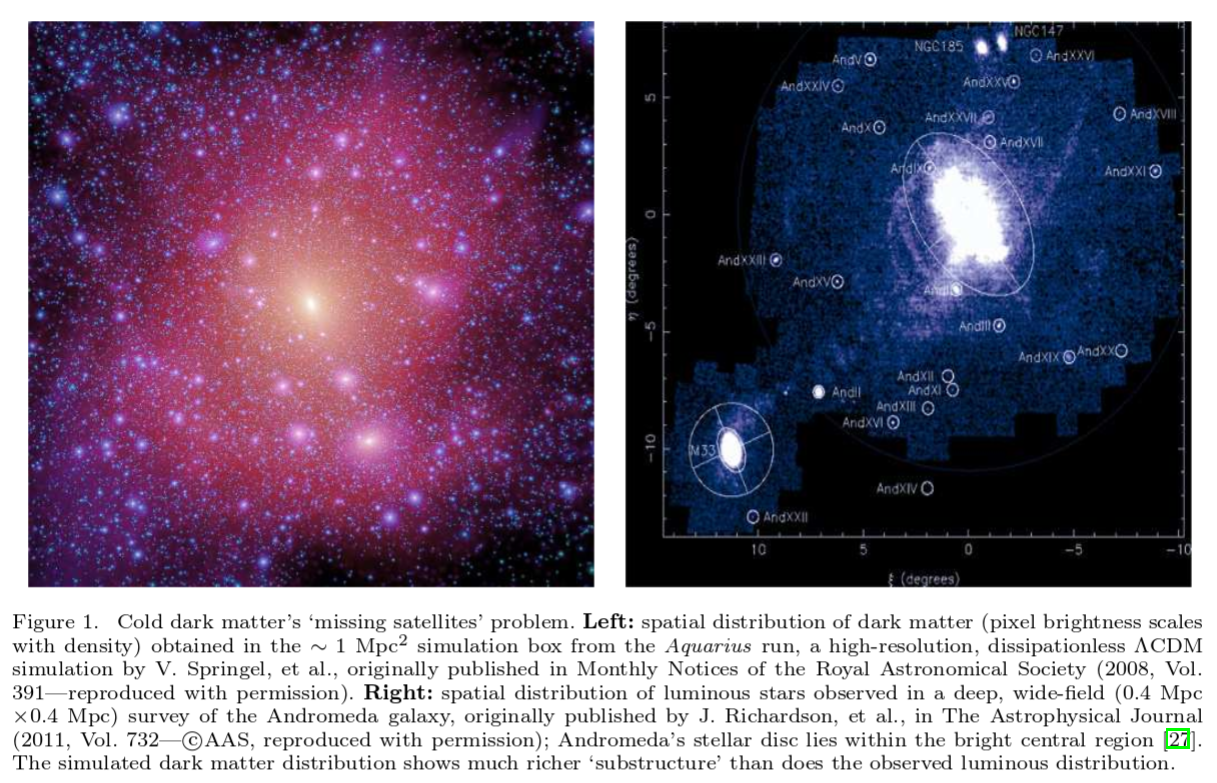 NGC147
NGC185
AndXXVI
AndV
AndXXIV
AndXXV
AndXXVII
AndXVIII
AndX
AndXVII
AndIX
AndXXI
AndXXIII
AndXV
AndI
AndIII
AndXIX
AndXX
AndXII
AndII
AndXI
AndXIII
AndXVI
M33
AndXIV
AndXXII
5
0
−5
−10
η (degrees)
10
5
0
−5
−10
ξ (degrees)
Figure 1. Cold dark matter's 'missing satellites' problem. Left: spatial distribution of dark matter (pixel brightness scales
with density) obtained in the ∼ 1 Mpc² simulation box from the Aquarius run, a high-resolution, dissipationless ΛCDM
simulation by V. Springel, et al., originally published in Monthly Notices of the Royal Astronomical Society (2008, Vol.
391—reproduced with permission). Right: spatial distribution of luminous stars observed in a deep, wide-field (0.4 Mpc
×0.4 Mpc) survey of the Andromeda galaxy, originally published by J. Richardson, et al., in The Astrophysical Journal
(2011, Vol. 732—©AAS, reproduced with permission); Andromeda's stellar disc lies within the bright central region [27].
The simulated dark matter distribution shows much richer 'substructure' than does the observed luminous distribution.